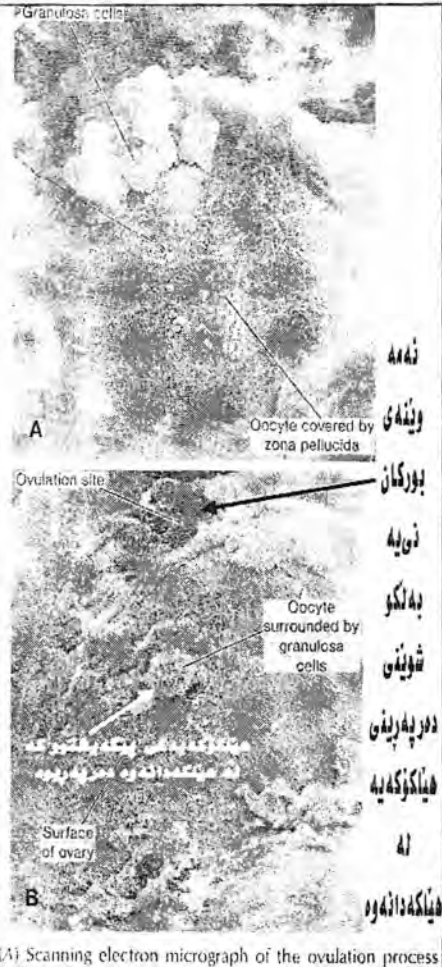 Granulosa cells
A
Oocyte covered by
zona pellucida
Ovulation site
Oocyte
surrounded by
granulosa
cells
هێلکۆکەیەکی پێگەیشتووە کە
لە هێلکەدانەوە دەرپەڕیوە
Surface
of ovary
B
ئەمە
وێنەی
بورکان
نییە
بەلکو
شوێنی
دەرپەڕینی
هێلکۆکەیە
لە
هێلکەدانەوە
(A) Scanning electron micrograph of the ovulation process